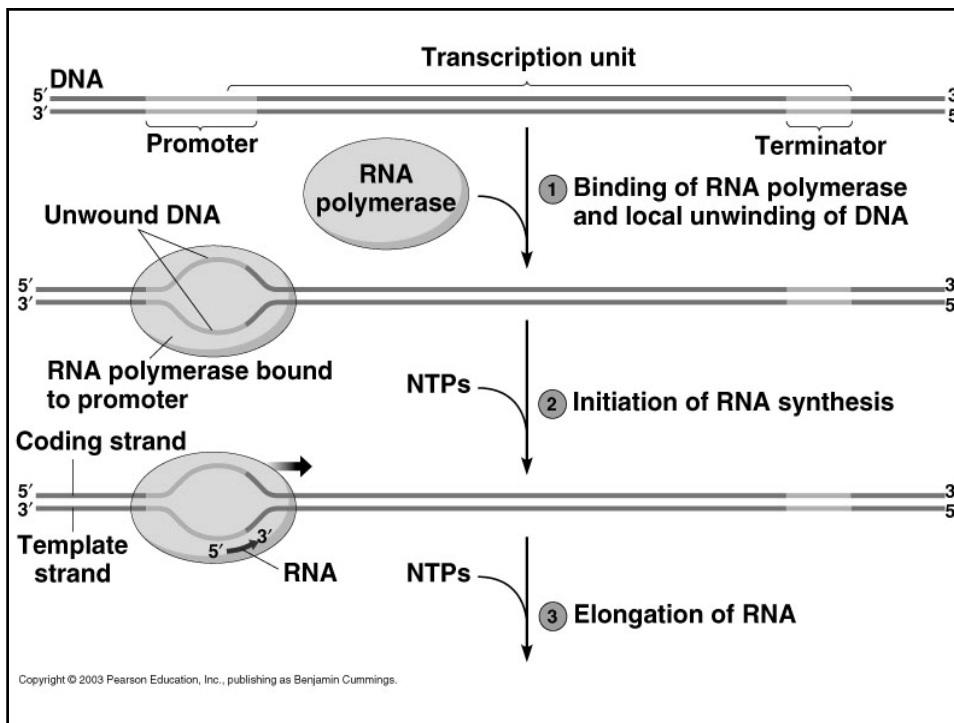 Transcription unit
DNA
5′
3′
3
5
Promoter
Terminator
RNA
polymerase
1 Binding of RNA polymerase
and local unwinding of DNA
Unwound DNA
5′
3′
3
5
RNA polymerase bound
to promoter
NTPs
2 Initiation of RNA synthesis
Coding strand
5′
3′
3
5
Template
strand
5′
3′
RNA
NTPs
3 Elongation of RNA
Copyright © 2003 Pearson Education, Inc., publishing as Benjamin Cummings.